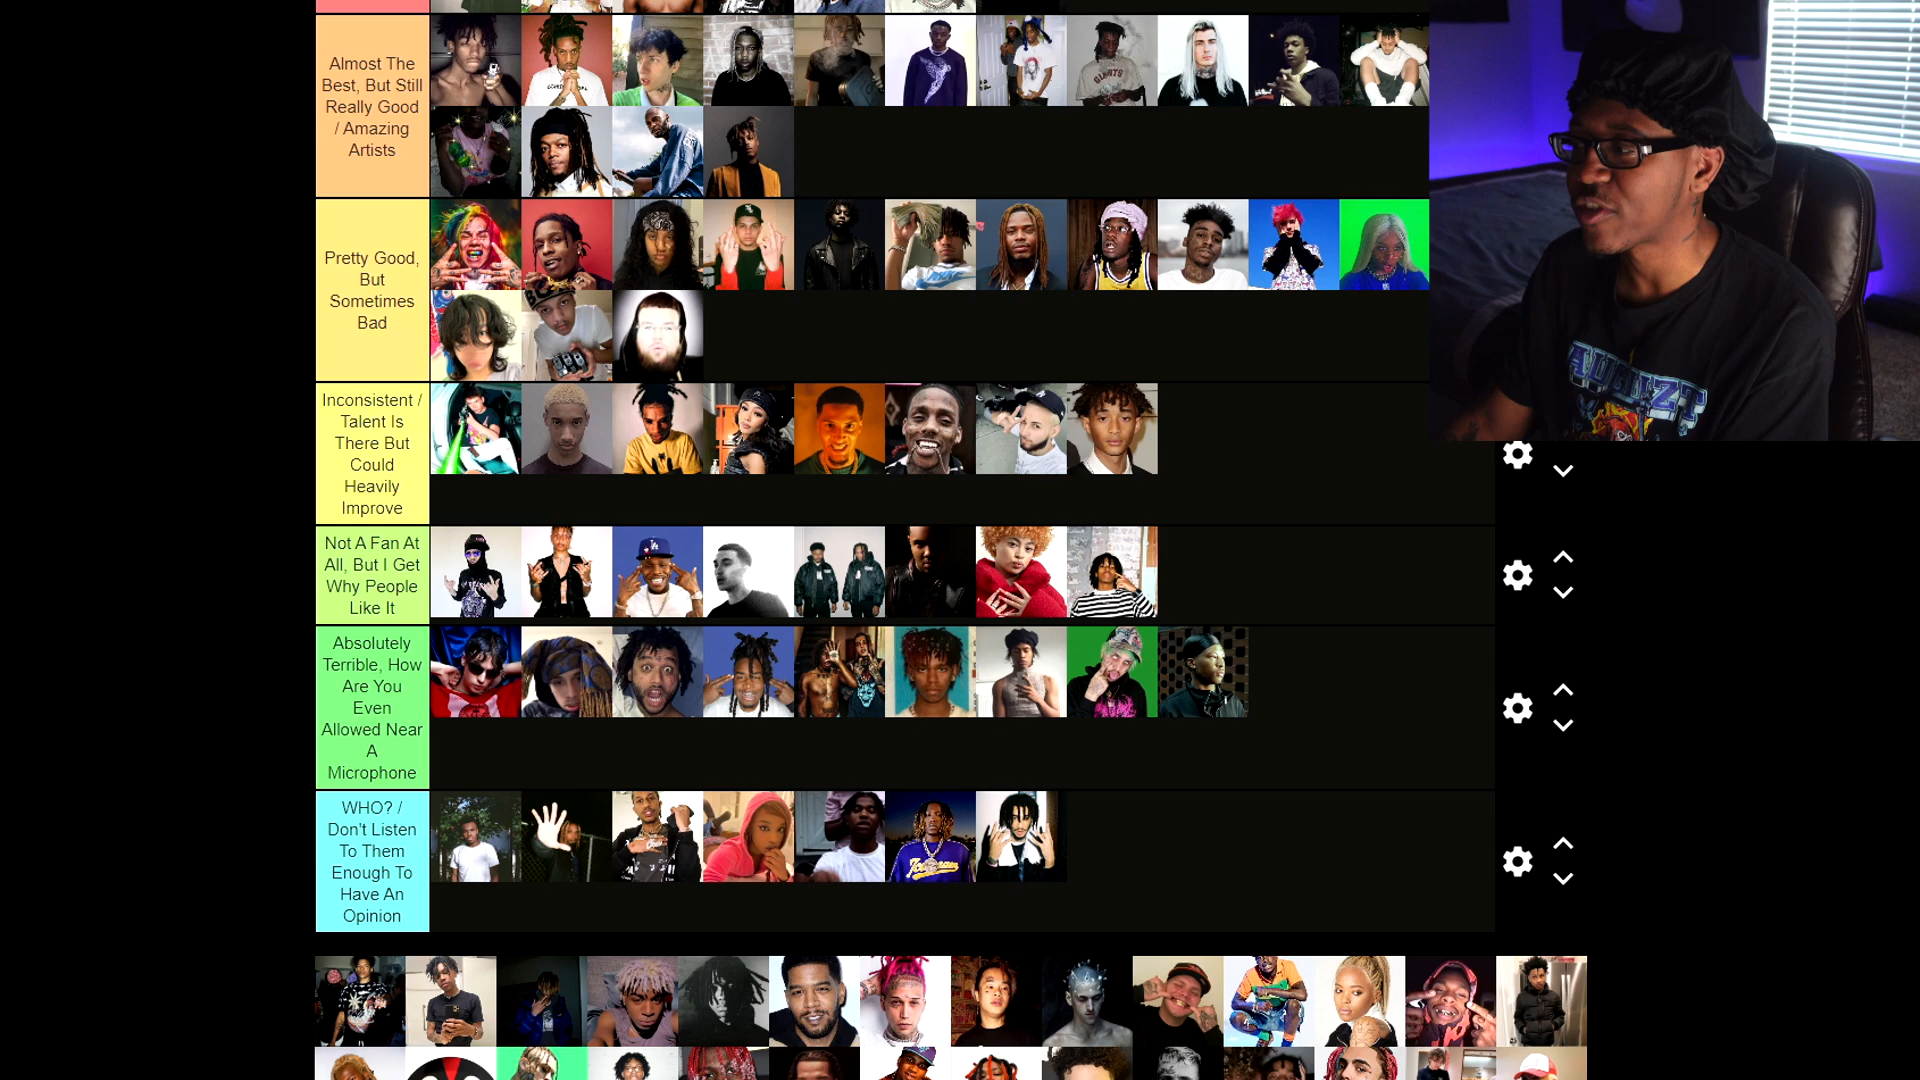 Almost The
Best, But Still
Really Good
/ Amazing
Artists
Pretty Good,
But
Sometimes
Bad
Inconsistent /
Talent Is
There But
Could
Heavily
Improve
Not A Fan At
All, But I Get
Why People
Like It
Absolutely
Terrible, How
Are You
Even
Allowed Near
A
Microphone
WHO? /
Don't Listen
To Them
Enough To
Have An
Opinion
GIANTS